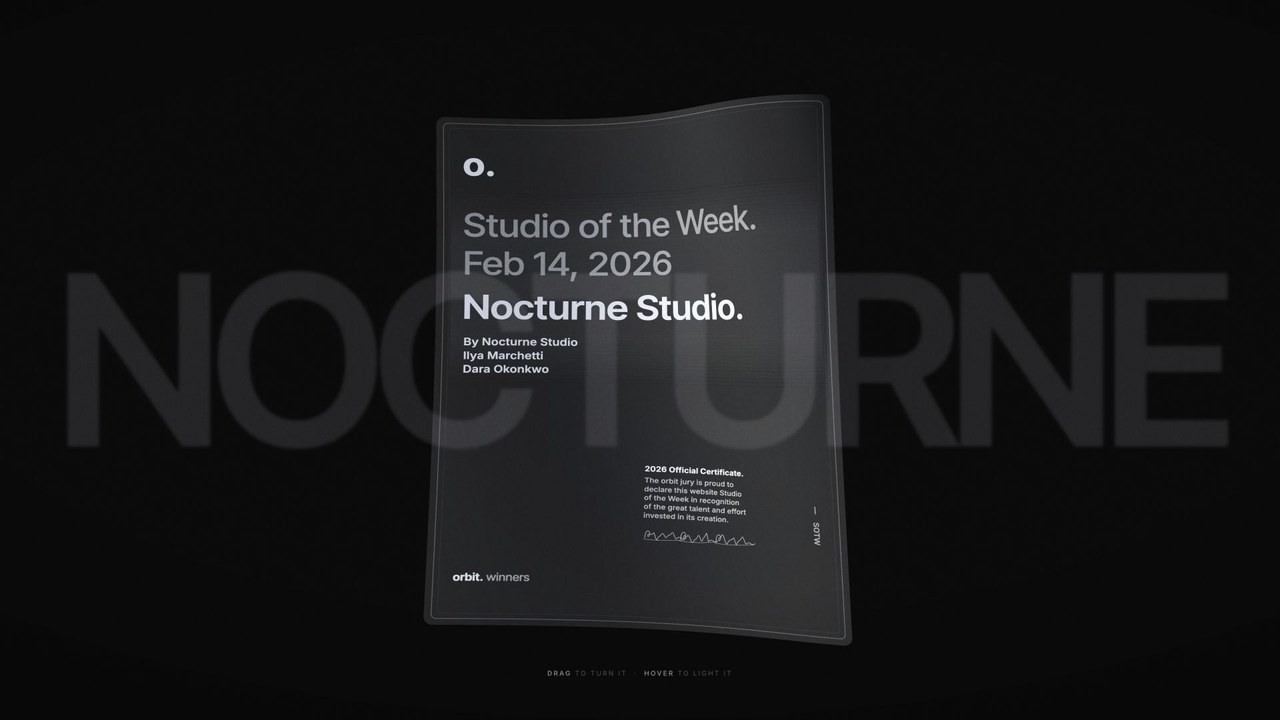 NOCTURNE
o.
Studio of the Week.
Feb 14, 2026
Nocturne Studio.
By Nocturne Studio
Ilya Marchetti
Dara Okonkwo
2026 Official Certificate.
The orbit jury is proud to
declare this website Studio
of the Week in recognition
of the great talent and effort
invested in its creation.
— SOTW
orbit. winners
DRAG TO TURN IT · HOVER TO LIGHT IT